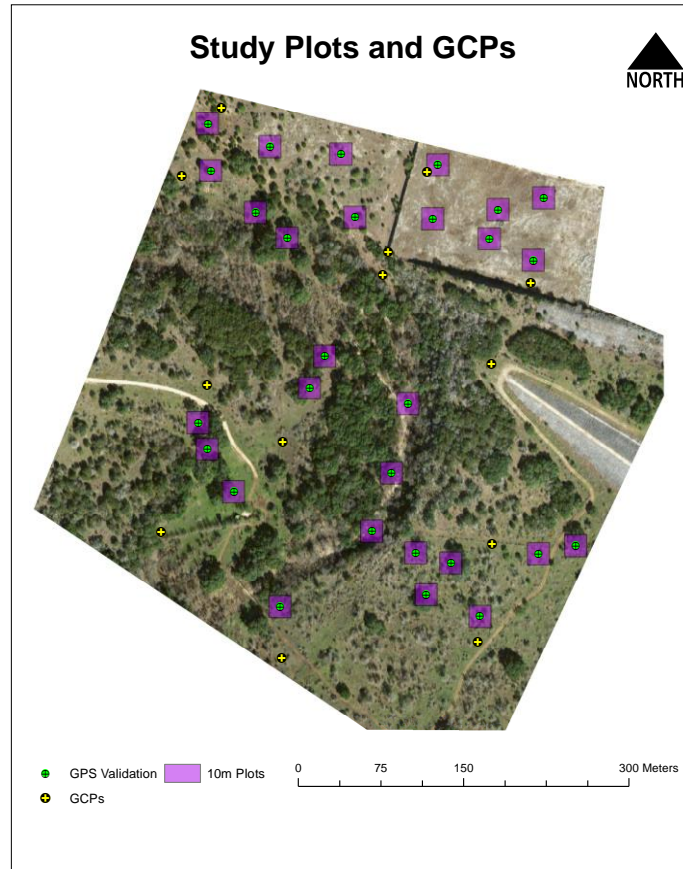 Study Plots and GCPs
NORTH
GPS Validation 10m Plots
GCPs
0 75 150 300 Meters